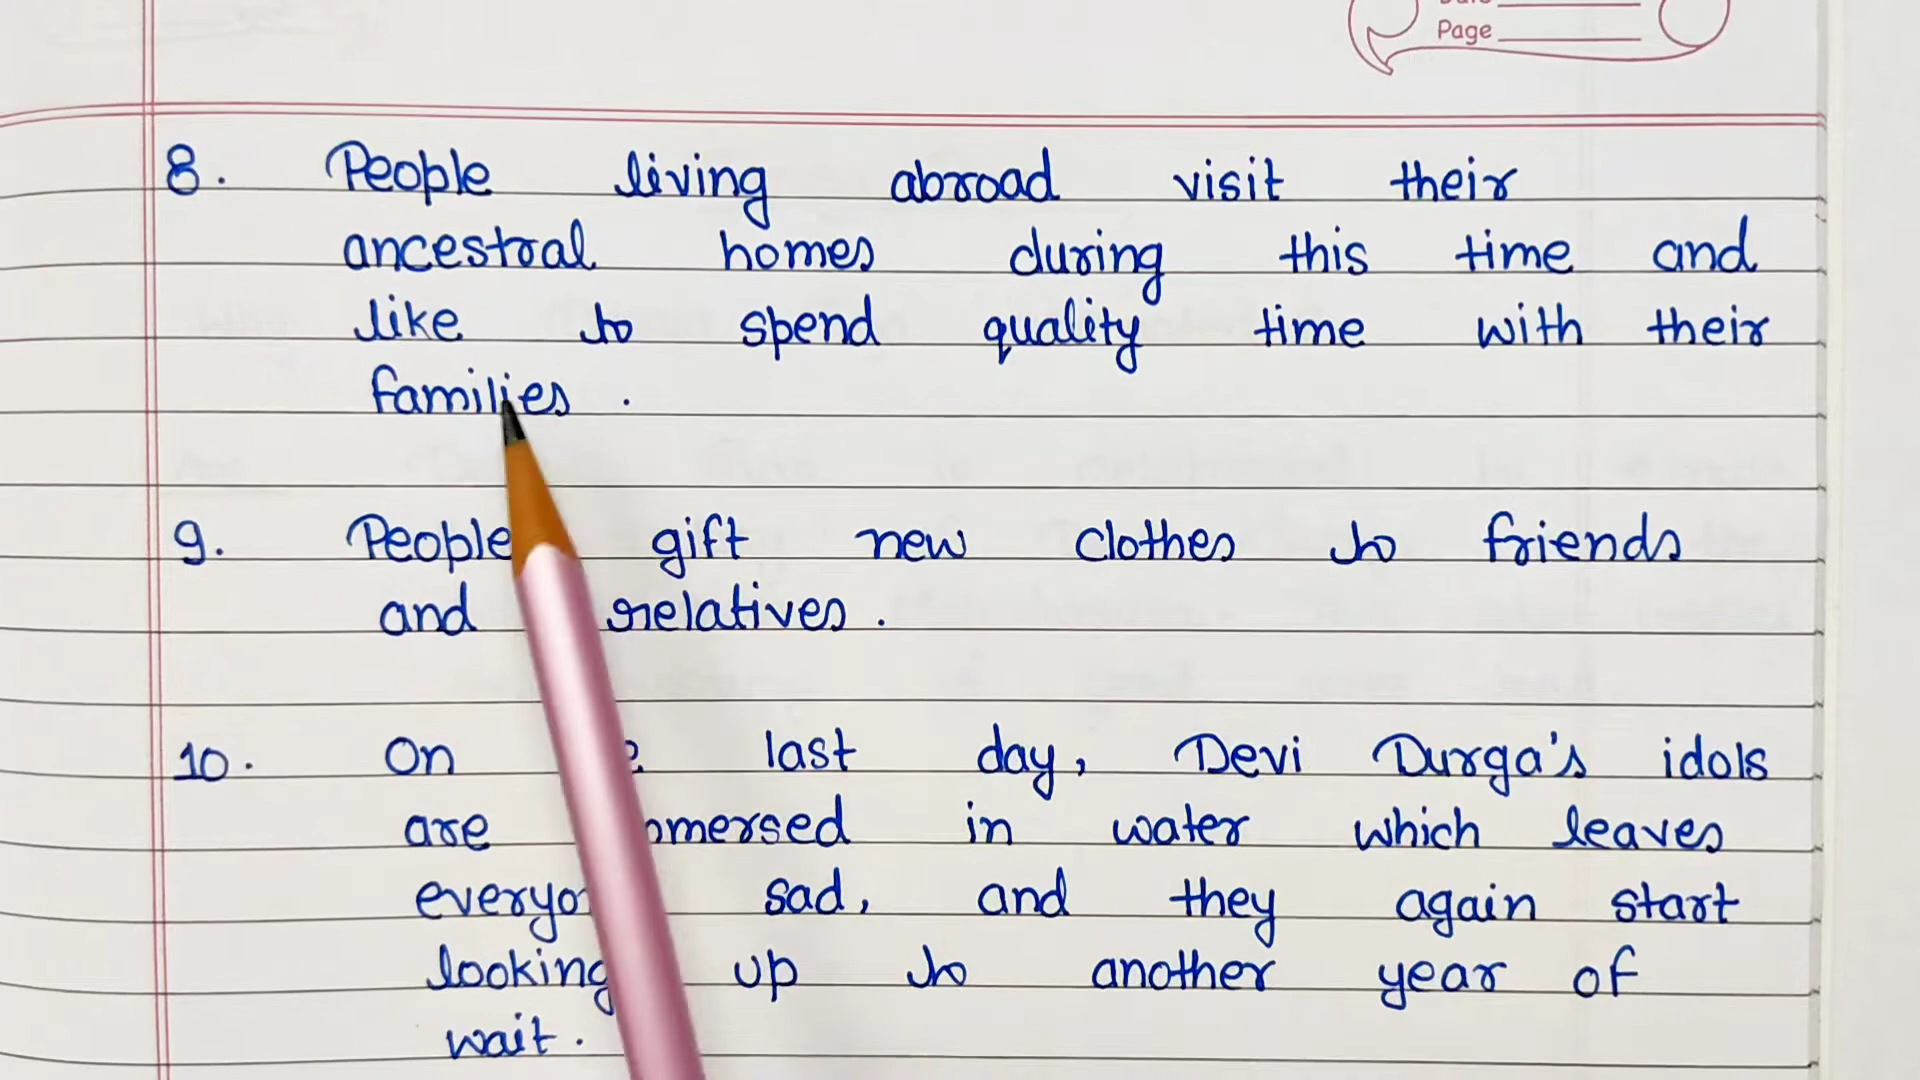 Page
8. People living abroad visit their
ancestral homes during this time and
like to spend quality time with their
families .
9. People gift new clothes to friends
and relatives .
10. On last day, Devi Durga's idols
are in water which leaves
sad, and they again start
looking up to another year of
wait .